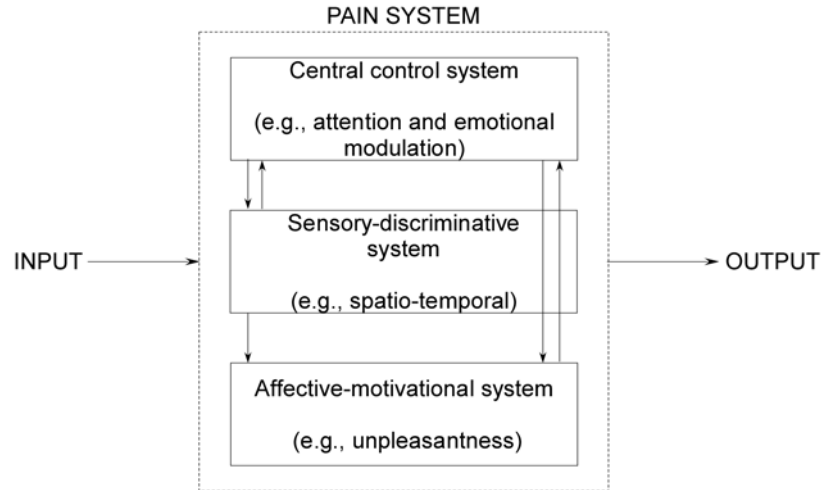 PAIN SYSTEM
Central control system
(e.g., attention and emotional
modulation)
Sensory-discriminative
system
(e.g., spatio-temporal)
INPUT
OUTPUT
Affective-motivational system
(e.g., unpleasantness)